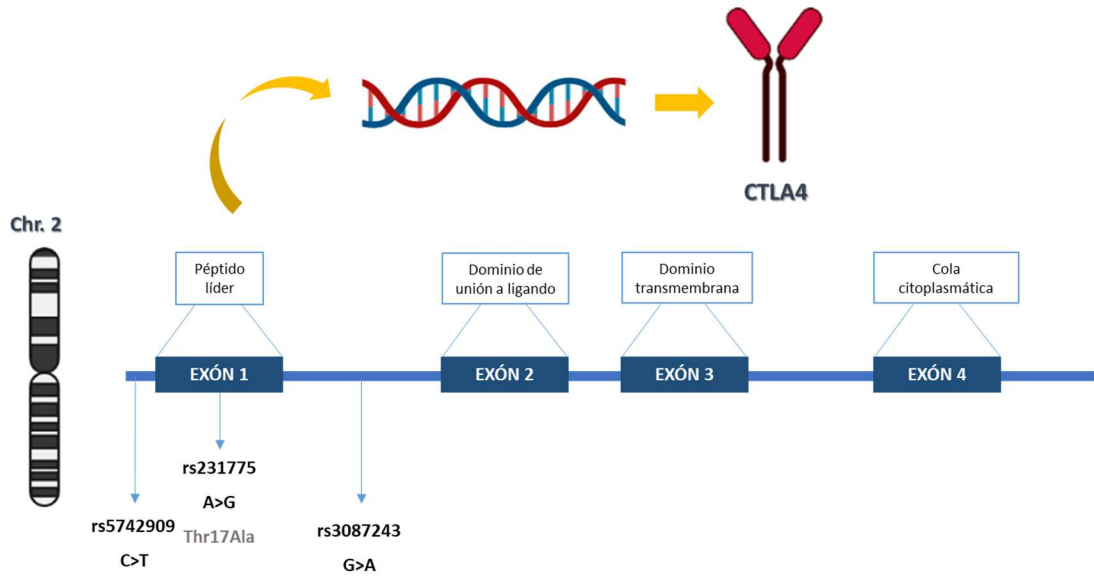 CTLA4
Chr. 2
Péptido
líder
Dominio de
unión a ligando
Dominio
transmembrana
Cola
citoplasmática
EXÓN 1
EXÓN 2
EXÓN 3
EXÓN 4
rs5742909
C>T
rs231775
A>G
Thr17Ala
rs3087243
G>A